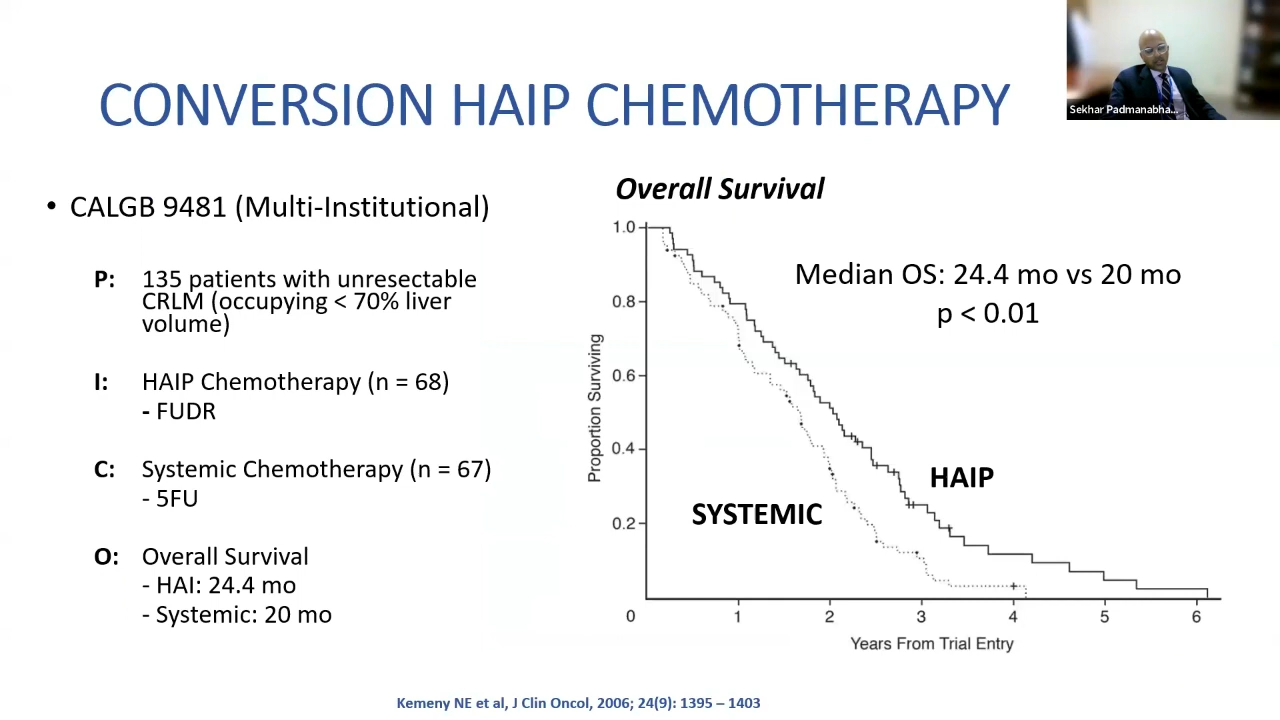 CONVERSION HAIP CHEMOTHERAPY
Sekhar Padmanabha...
• CALGB 9481 (Multi-Institutional)
P: 135 patients with unresectable
CRLM (occupying < 70% liver
volume)
I: HAIP Chemotherapy (n = 68)
- FUDR
C: Systemic Chemotherapy (n = 67)
- 5FU
O: Overall Survival
- HAI: 24.4 mo
- Systemic: 20 mo
Overall Survival
Median OS: 24.4 mo vs 20 mo
p < 0.01
Proportion Surviving
1.0
0.8
0.6
0.4
0.2
HAIP
SYSTEMIC
0 1 2 3 4 5 6
Years From Trial Entry
Kemeny NE et al, J Clin Oncol, 2006; 24(9): 1395 – 1403